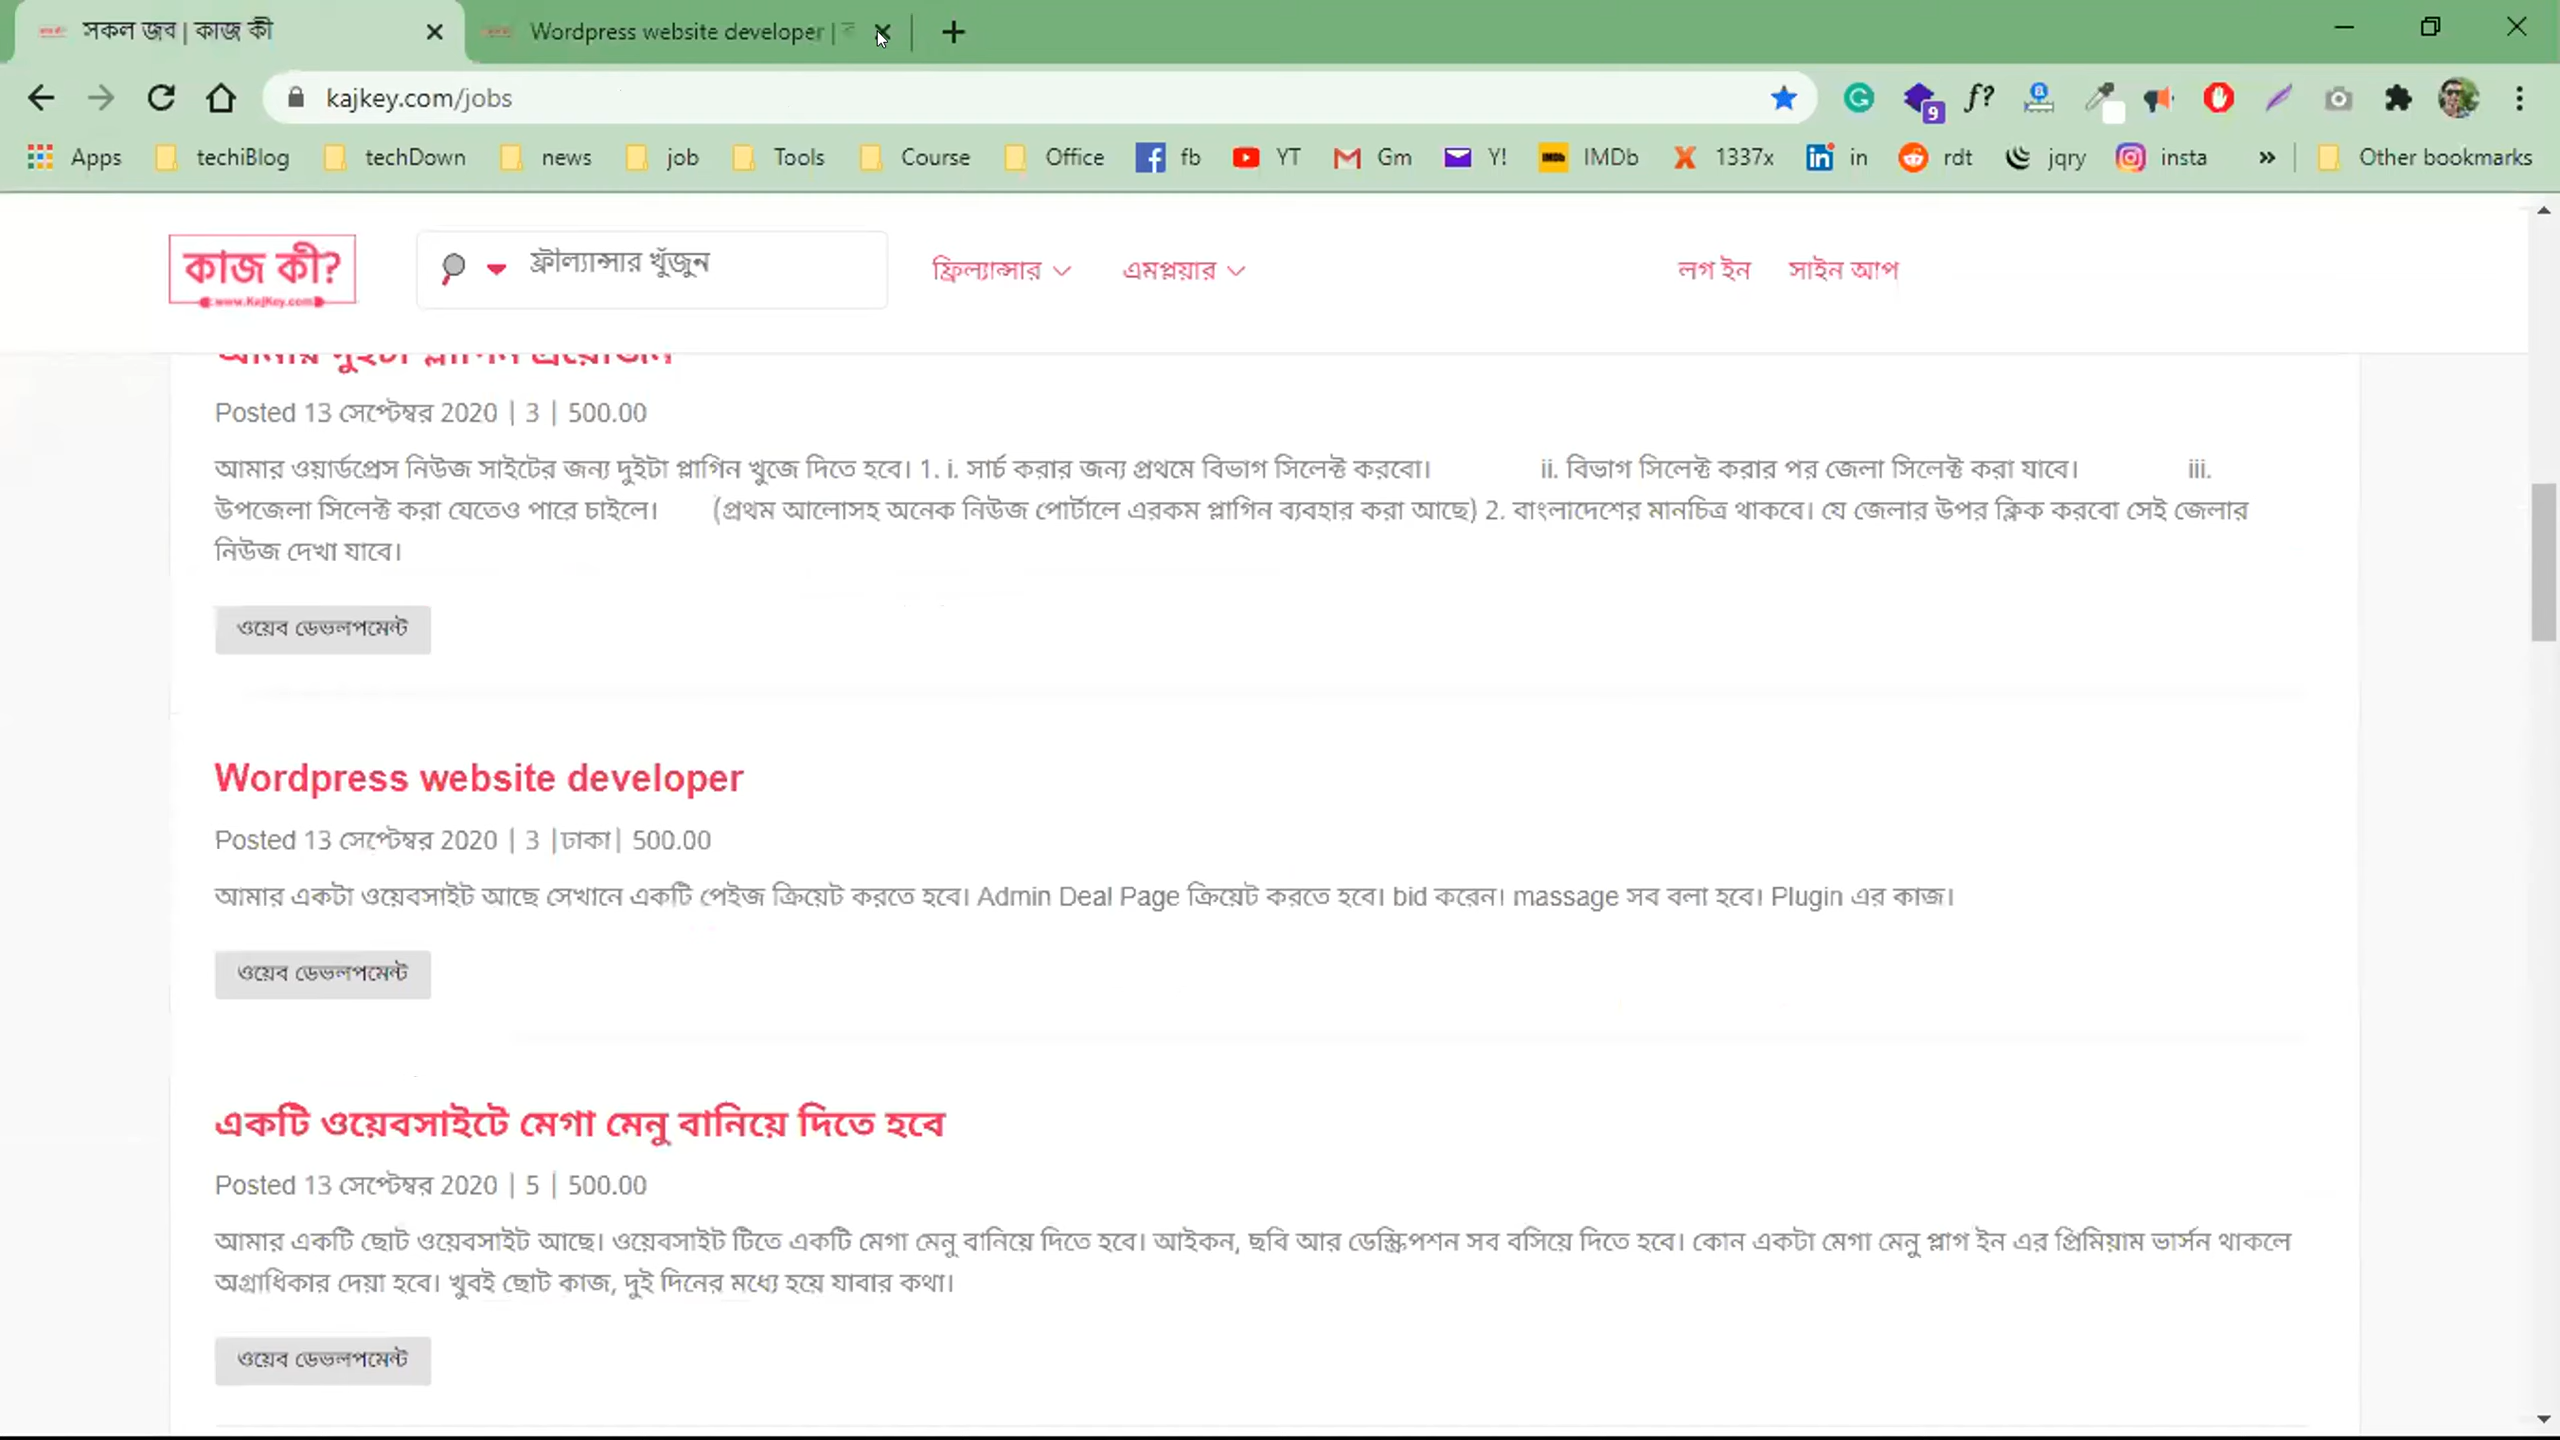 সকল জব | কাজ কী
Wordpress website developer |
kajkey.com/jobs
f?
9
Apps techiBlog techDown news job Tools Course Office fb YT Gm Y! IMDb 1337x in rdt jqry insta » Other bookmarks
কাজ কী?
www.KajKey.com
ফ্রীল্যান্সার খুঁজুন
ফ্রিল্যান্সার এমপ্লয়ার লগ ইন সাইন আপ
আমার দুইটা প্লাগিন প্রয়োজন
Posted 13 সেপ্টেম্বর 2020 | 3 | 500.00
আমার ওয়ার্ডপ্রেস নিউজ সাইটের জন্য দুইটা প্লাগিন খুজে দিতে হবে। 1. i. সার্চ করার জন্য প্রথমে বিভাগ সিলেক্ট করবো। ii. বিভাগ সিলেক্ট করার পর জেলা সিলেক্ট করা যাবে। iii.
উপজেলা সিলেক্ট করা যেতেও পারে চাইলে। (প্রথম আলোসহ অনেক নিউজ পোর্টালে এরকম প্লাগিন ব্যবহার করা আছে) 2. বাংলাদেশের মানচিত্র থাকবে। যে জেলার উপর ক্লিক করবো সেই জেলার
নিউজ দেখা যাবে।
ওয়েব ডেভলপমেন্ট
Wordpress website developer
Posted 13 সেপ্টেম্বর 2020 | 3 |ঢাকা| 500.00
আমার একটা ওয়েবসাইট আছে সেখানে একটি পেইজ ক্রিয়েট করতে হবে। Admin Deal Page ক্রিয়েট করতে হবে। bid করেন। massage সব বলা হবে। Plugin এর কাজ।
ওয়েব ডেভলপমেন্ট
একটি ওয়েবসাইটে মেগা মেনু বানিয়ে দিতে হবে
Posted 13 সেপ্টেম্বর 2020 | 5 | 500.00
আমার একটি ছোট ওয়েবসাইট আছে। ওয়েবসাইট টিতে একটি মেগা মেনু বানিয়ে দিতে হবে। আইকন, ছবি আর ডেস্ক্রিপশন সব বসিয়ে দিতে হবে। কোন একটা মেগা মেনু প্লাগ ইন এর প্রিমিয়াম ভার্সন থাকলে
অগ্রাধিকার দেয়া হবে। খুবই ছোট কাজ, দুই দিনের মধ্যে হয়ে যাবার কথা।
ওয়েব ডেভলপমেন্ট